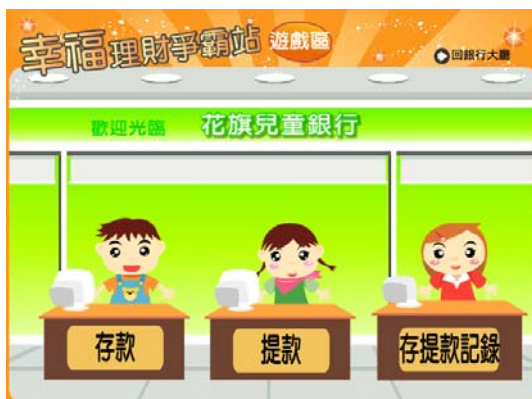 幸福理財爭霸站 遊戲區
回銀行大廳
歡迎光臨 花旗兒童銀行
存款
提款
存提款記錄